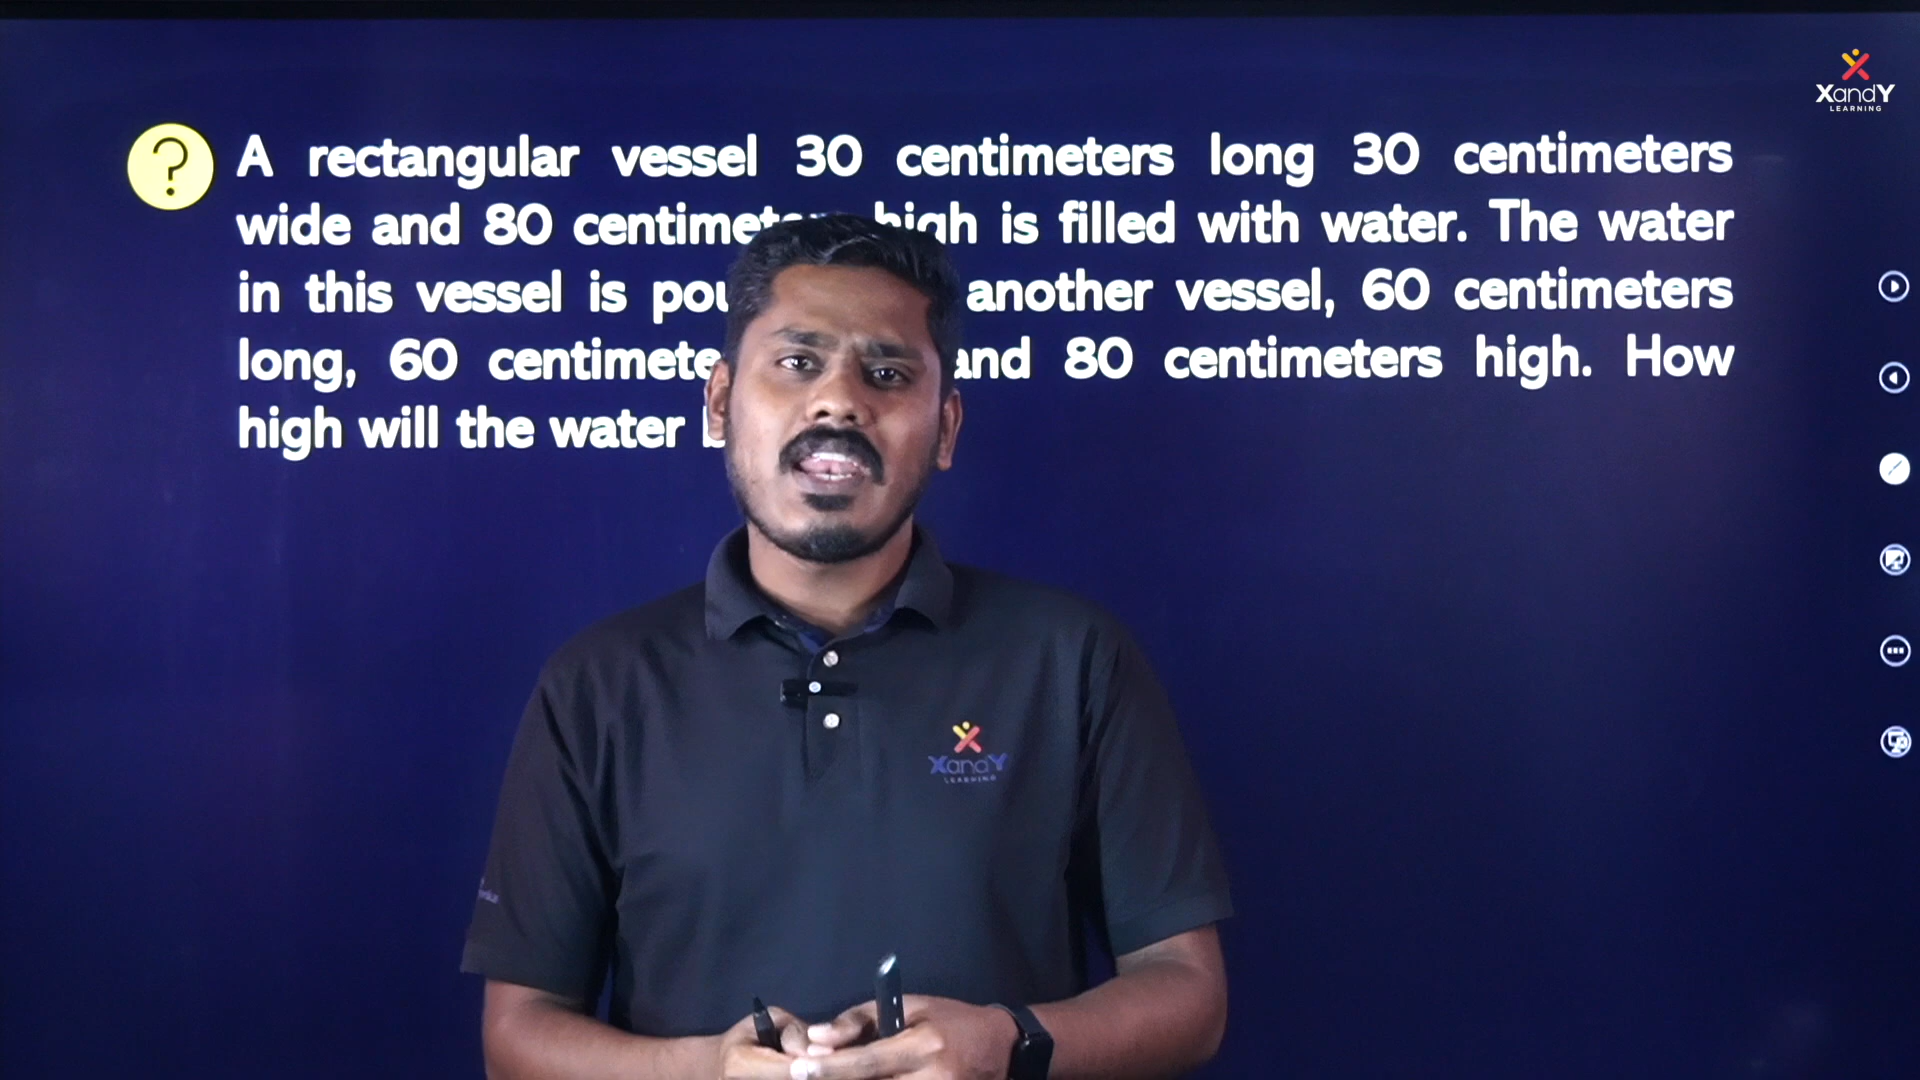 XandY
LEARNING
?
A rectangular vessel 30 centimeters long 30 centimeters
wide and 80 high is filled with water. The water
in this vessel is another vessel, 60 centimeters
long, 60 and 80 centimeters high. How
high will the water
XandY
LEARNING